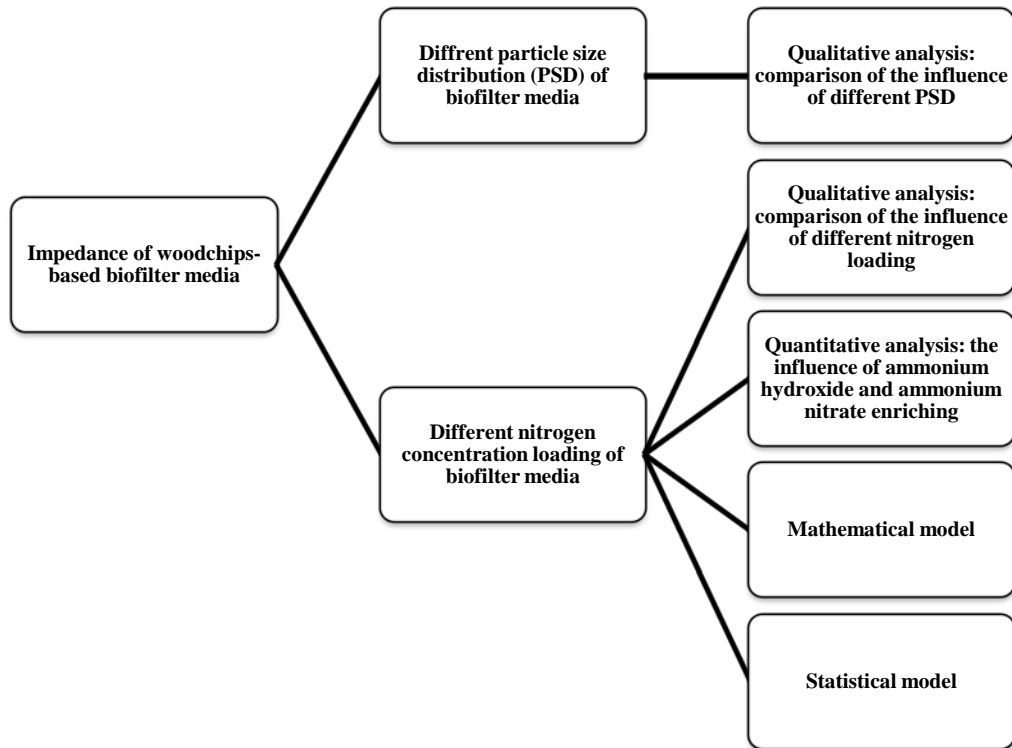 Diffrent particle size
distribution (PSD) of
biofilter media
Qualitative analysis:
comparison of the influence
of different PSD
Impedance of woodchips-
based biofilter media
Qualitative analysis:
comparison of the influence
of different nitrogen
loading
Quantitative analysis: the
influence of ammonium
hydroxide and ammonium
nitrate enriching
Different nitrogen
concentration loading of
biofilter media
Mathematical model
Statistical model